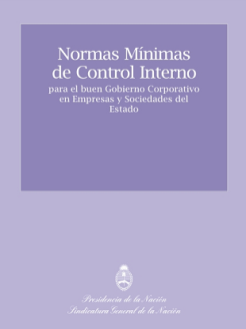 Normas Mínimas
de Control Interno
para el buen Gobierno Corporativo
en Empresas y Sociedades del
Estado
Presidencia de la Nación
Sindicatura General de la Nación